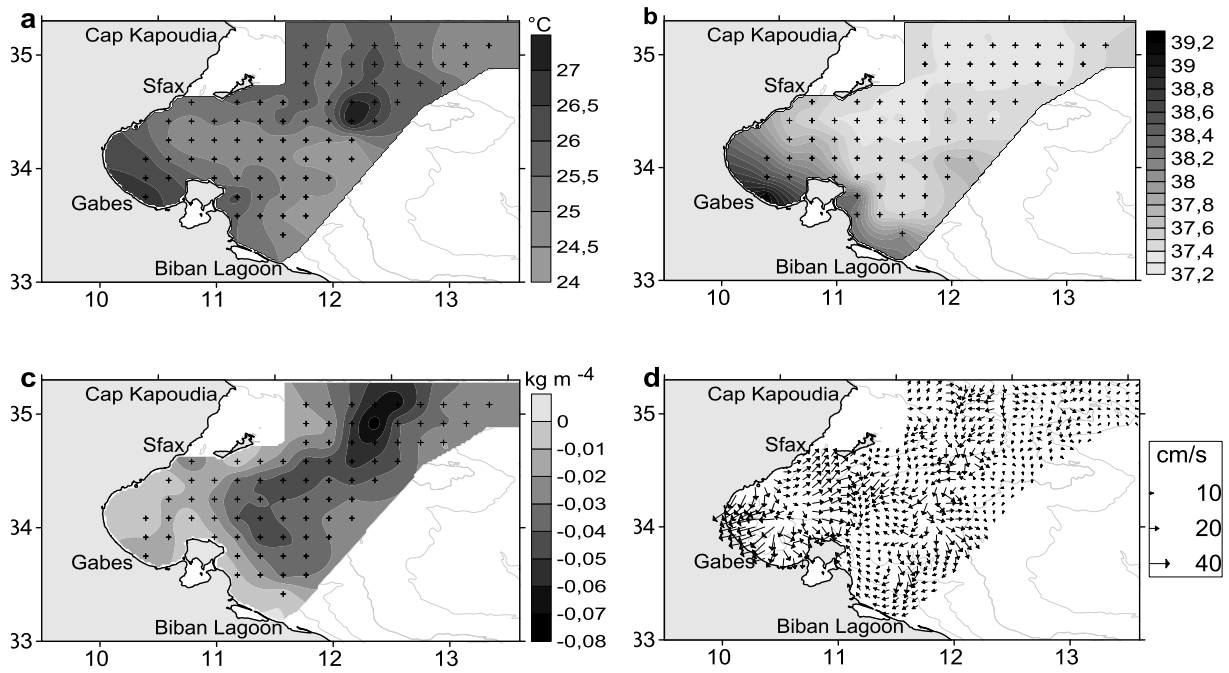 a
°C
Cap Kapoudia
35
Sfax
34
Gabes
33
Biban Lagoon
10 11 12 13
27
26,5
26
25,5
25
24,5
24
b
Cap Kapoudia
35
Sfax
34
Gabes
33
Biban Lagoon
10 11 12 13
39,2
39
38,8
38,6
38,4
38,2
38
37,8
37,6
37,4
37,2
c
kg m -4
Cap Kapoudia
35
Sfax
34
Gabes
33
Biban Lagoon
10 11 12 13
0
-0,01
-0,02
-0,03
-0,04
-0,05
-0,06
-0,07
-0,08
d
Cap Kapoudia
35
Sfax
34
Gabes
33
Biban Lagoon
10 11 12 13
cm/s
10
20
40